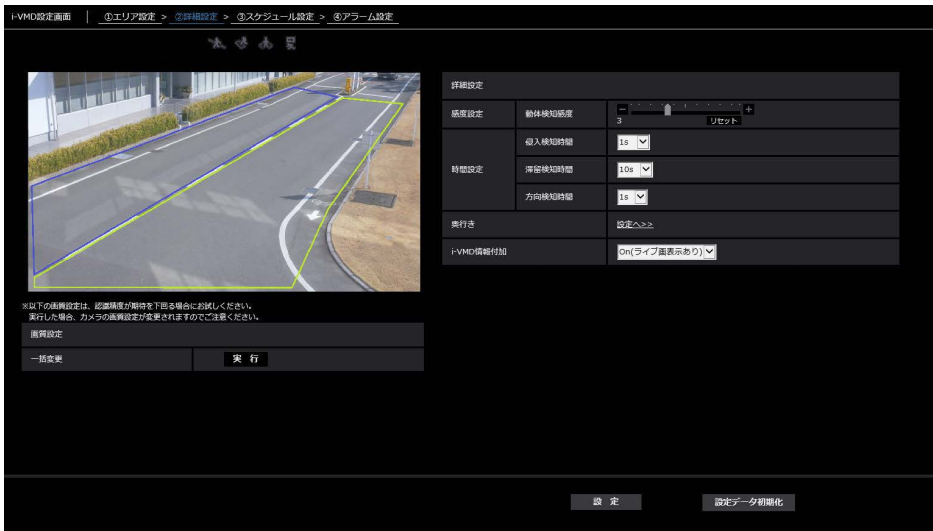 i-VMD設定画面 ①エリア設定 > ②詳細設定 > ③スケジュール設定 > ④アラーム設定
詳細設定
感度設定 動体検知感度 － ＋
3 リセット
時間設定 侵入検知時間 1s
滞留検知時間 10s
方向検知時間 1s
奥行き 設定へ>>
i-VMD情報付加 On(ライブ画表示あり)
※以下の画質設定は、認識精度が期待を下回る場合にお試しください。
実行した場合、カメラの画質設定が変更されますのでご注意ください。
画質設定
一括変更 実 行
設 定 設定データ初期化